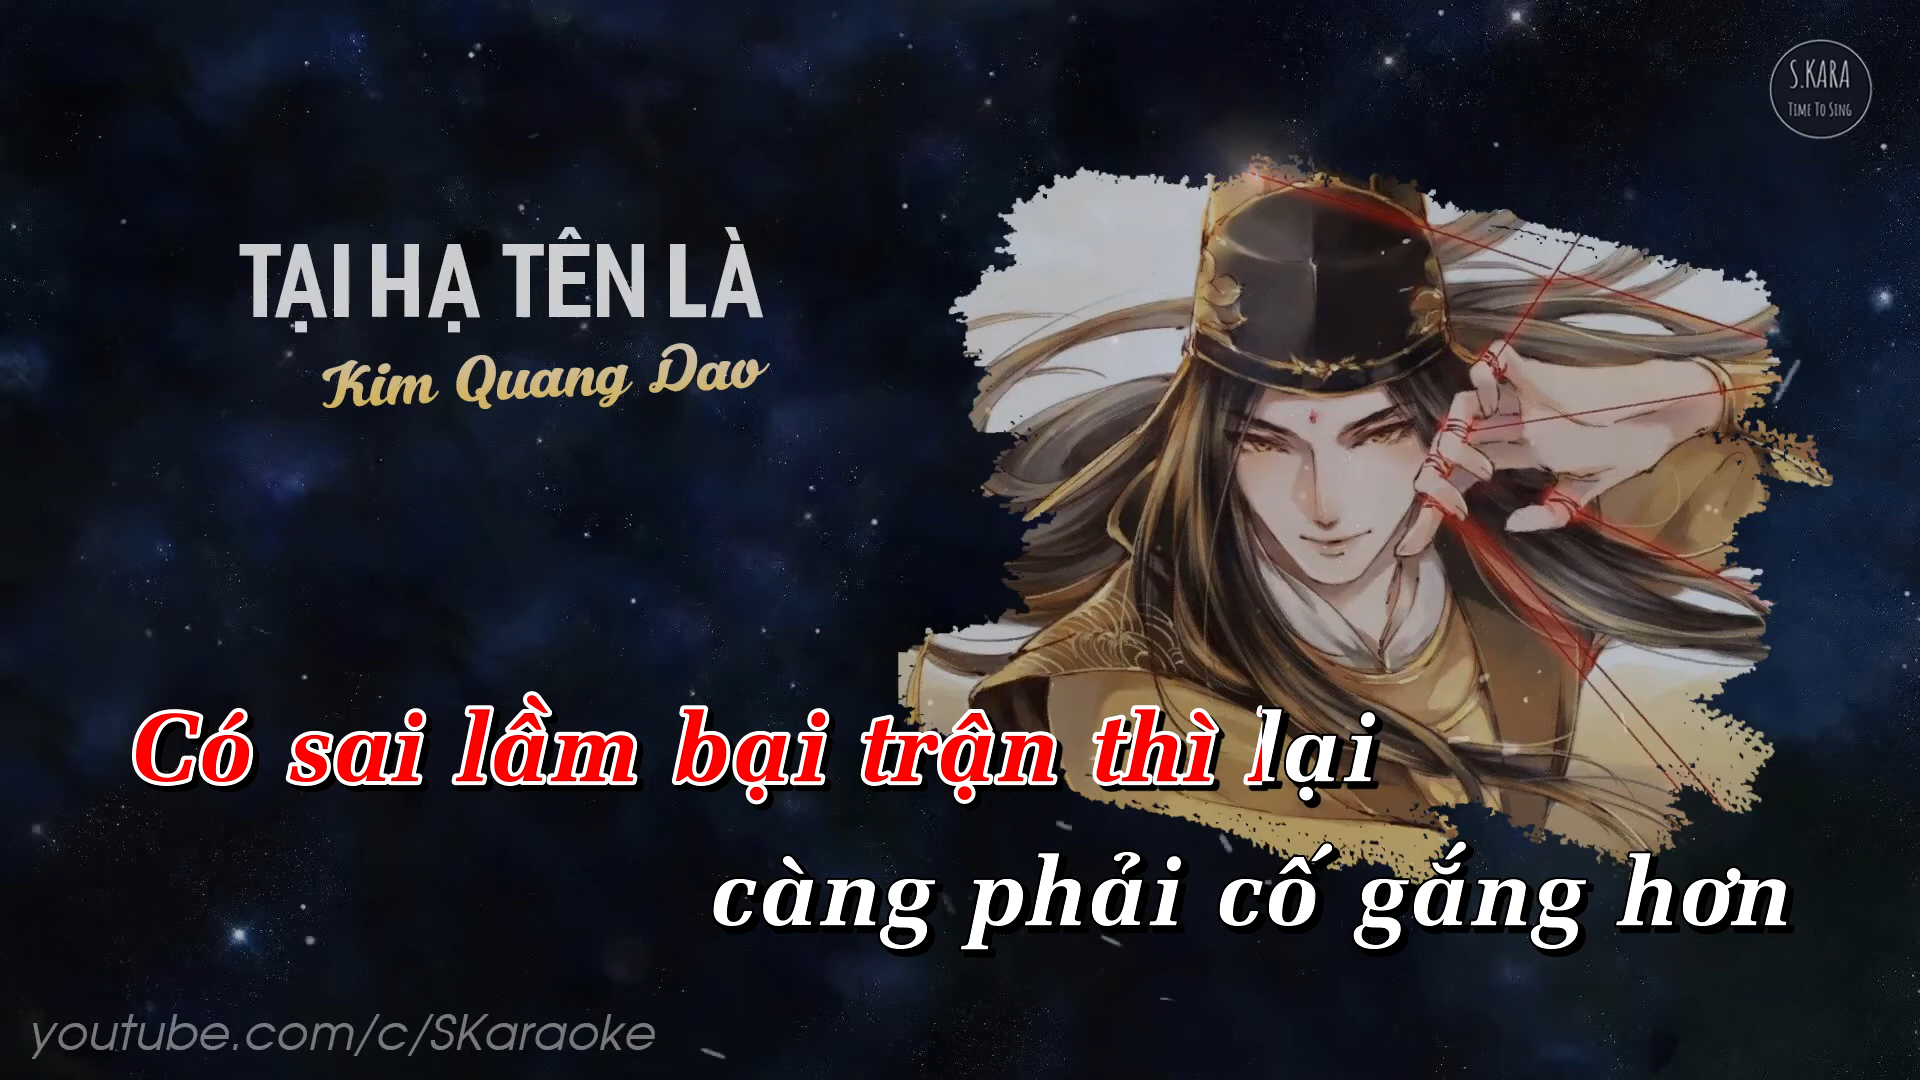 S.KARA
TIME TO SING
TẠI HẠ TÊN LÀ
Kim Quang Dao
Có sai lầm bại trận thì lại
càng phải cố gắng hơn
youtube.com/c/SKaraoke